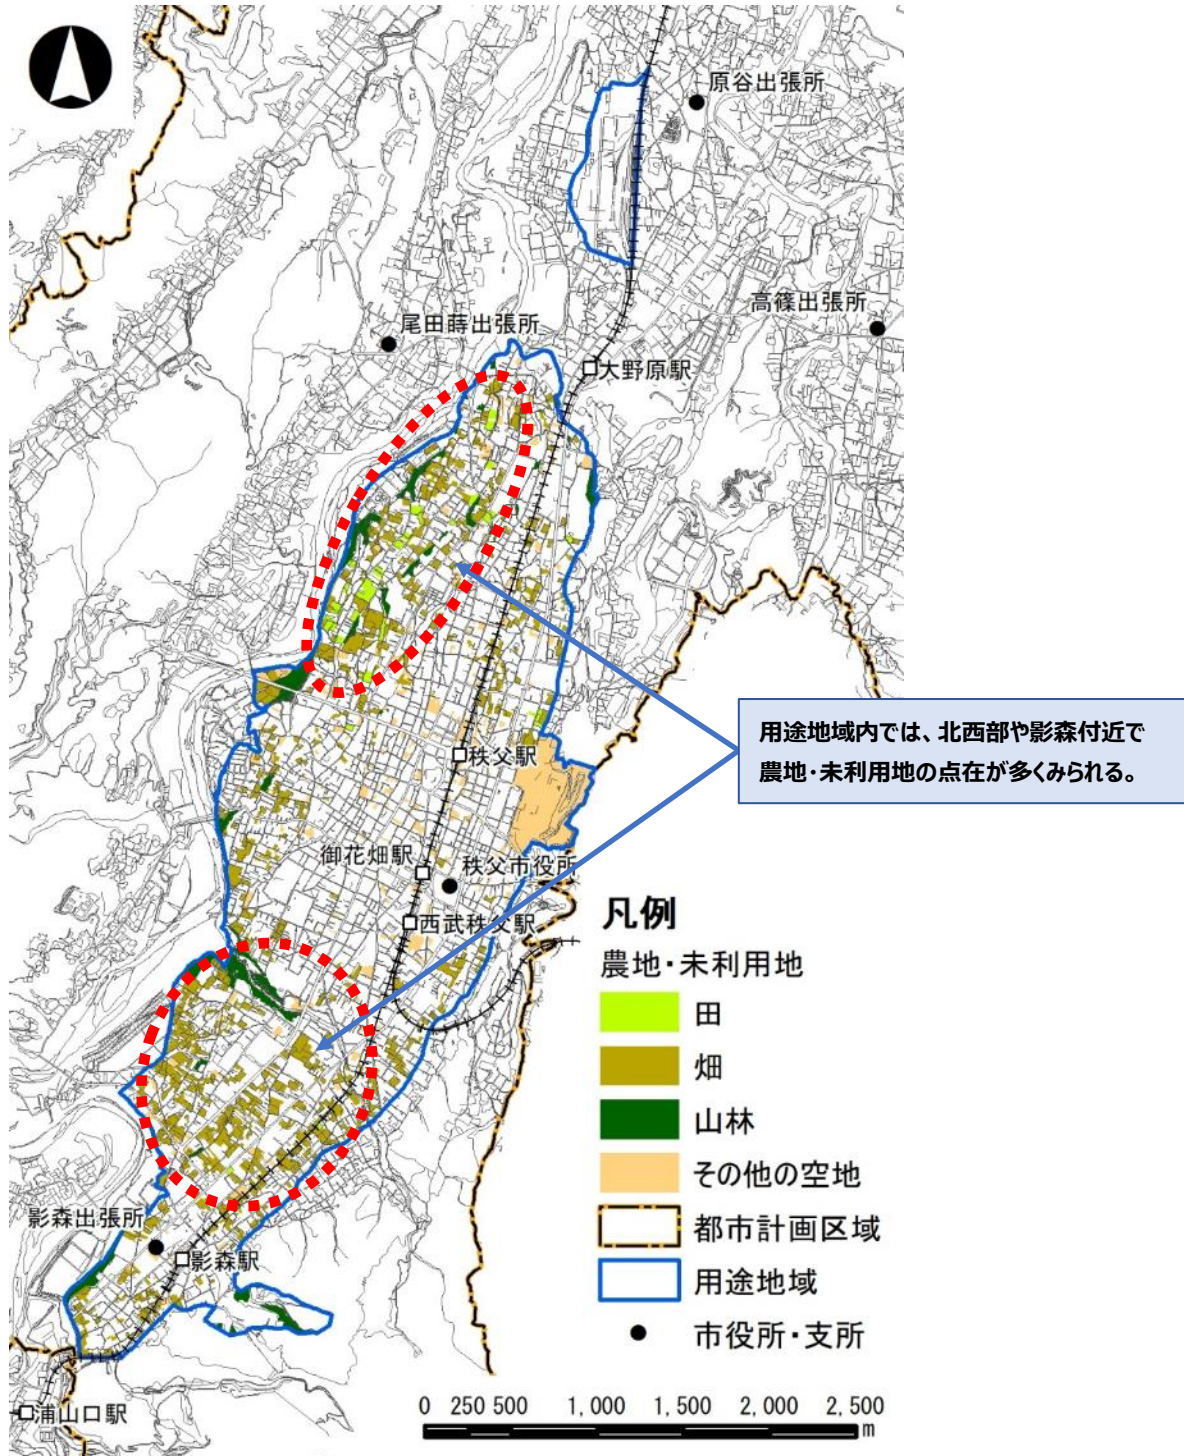 原谷出張所
高篠出張所
尾田蒔出張所
大野原駅
用途地域内では、北西部や影森付近で
農地・未利用地の点在が多くみられる。
秩父駅
御花畑駅
秩父市役所
西武秩父駅
凡例
農地・未利用地
田
畑
山林
その他の空地
都市計画区域
用途地域
市役所・支所
影森出張所
影森駅
浦山口駅
0 250 500 1,000 1,500 2,000 2,500
m